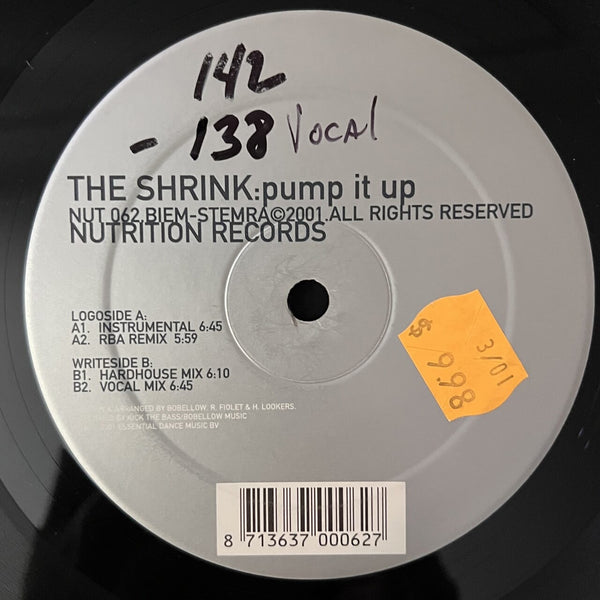 142
- 138 Vocal
THE SHRINK:pump it up
NUT 062.BIEM-STEMRA©2001.ALL RIGHTS RESERVED
NUTRITION RECORDS
LOGOSIDE A:
A1. INSTRUMENTAL 6:45
A2. RBA REMIX 5:59
WRITESIDE B:
B1. HARDHOUSE MIX 6:10
B2. VOCAL MIX 6:45
ARRANGED BY BOBELLOW, R. FIOLET & H. LOOKERS.
BY KICK THE BASS/BOBELLOW MUSIC
ESSENTIAL DANCE MUSIC BV
3/01
9.98
8 713637 000627